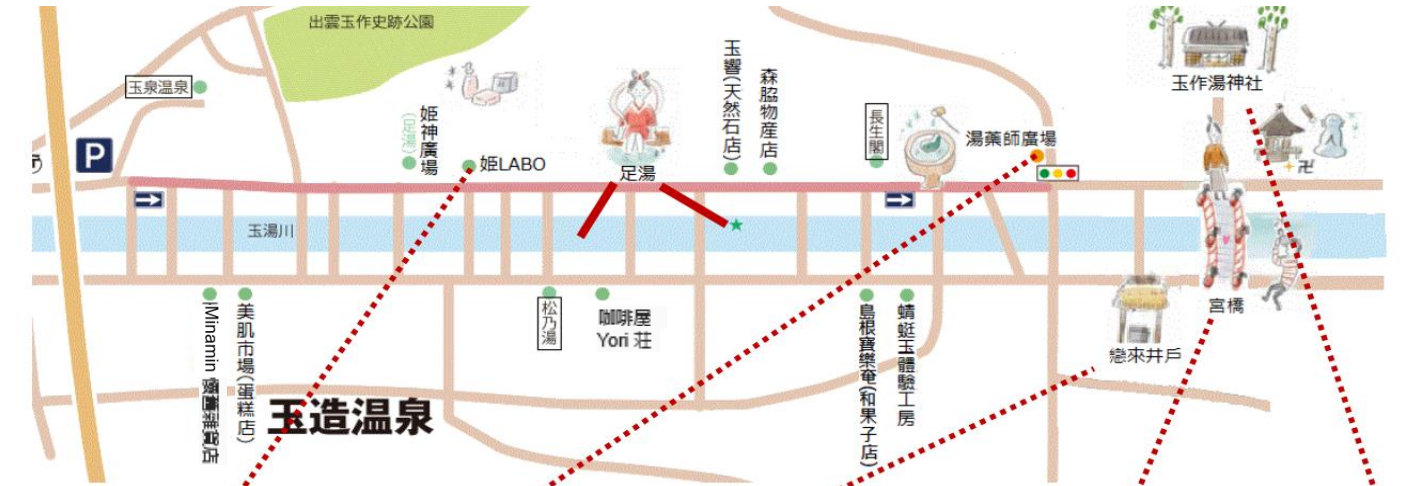 出雲玉作史跡公園
玉泉温泉
P
姫神廣場
(足湯)
姫LABO
足湯
玉響(天然石店)
森脇物産店
長生閣
湯藥師廣場
玉作湯神社
卍
玉湯川
美肌市場(蛋糕店)
iMinamin
松乃湯
咖啡屋
Yori 荘
島根寶樂奄(和果子店)
蜻蜓玉體驗工房
戀來井戶
宮橋
玉造温泉